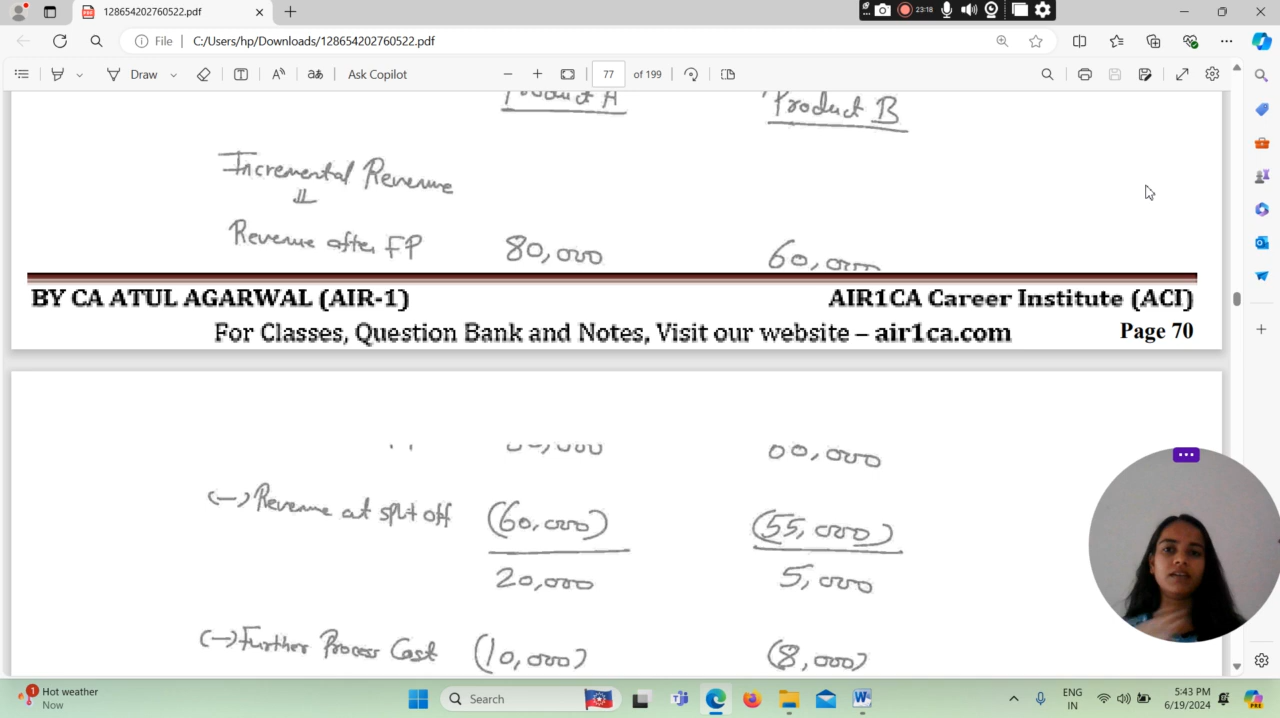 128654202760522.pdf
23:18
File C:/Users/hp/Downloads/128654202760522.pdf
Draw Ask Copilot 77 of 199
Product A Product B
Incremental Revenue
Revenue after FP 80,000 60,000
BY CA ATUL AGARWAL (AIR-1) AIR1CA Career Institute (ACI)
For Classes, Question Bank and Notes, Visit our website – air1ca.com Page 70
(-) Revenue at split off (60,000) (55,000)
20,000 5,000
(-) Further Process Cost (10,000) (8,000)
1 Hot weather
Now
Search
ENG
IN
5:43 PM
6/19/2024